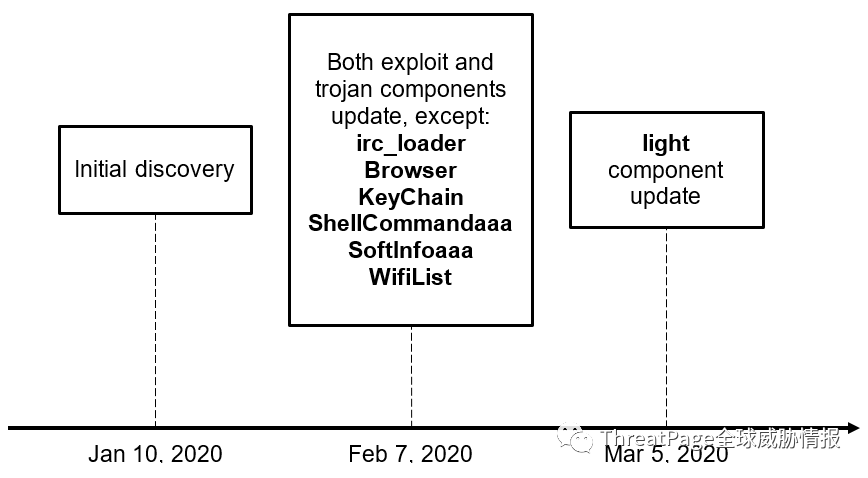 Initial discovery
Both exploit and
trojan components
update, except:
irc_loader
Browser
KeyChain
ShellCommandaaa
SoftInfoaaa
WifiList
light
component
update
Jan 10, 2020
Feb 7, 2020
Mar 5, 2020
ThreatPage全球威胁情报